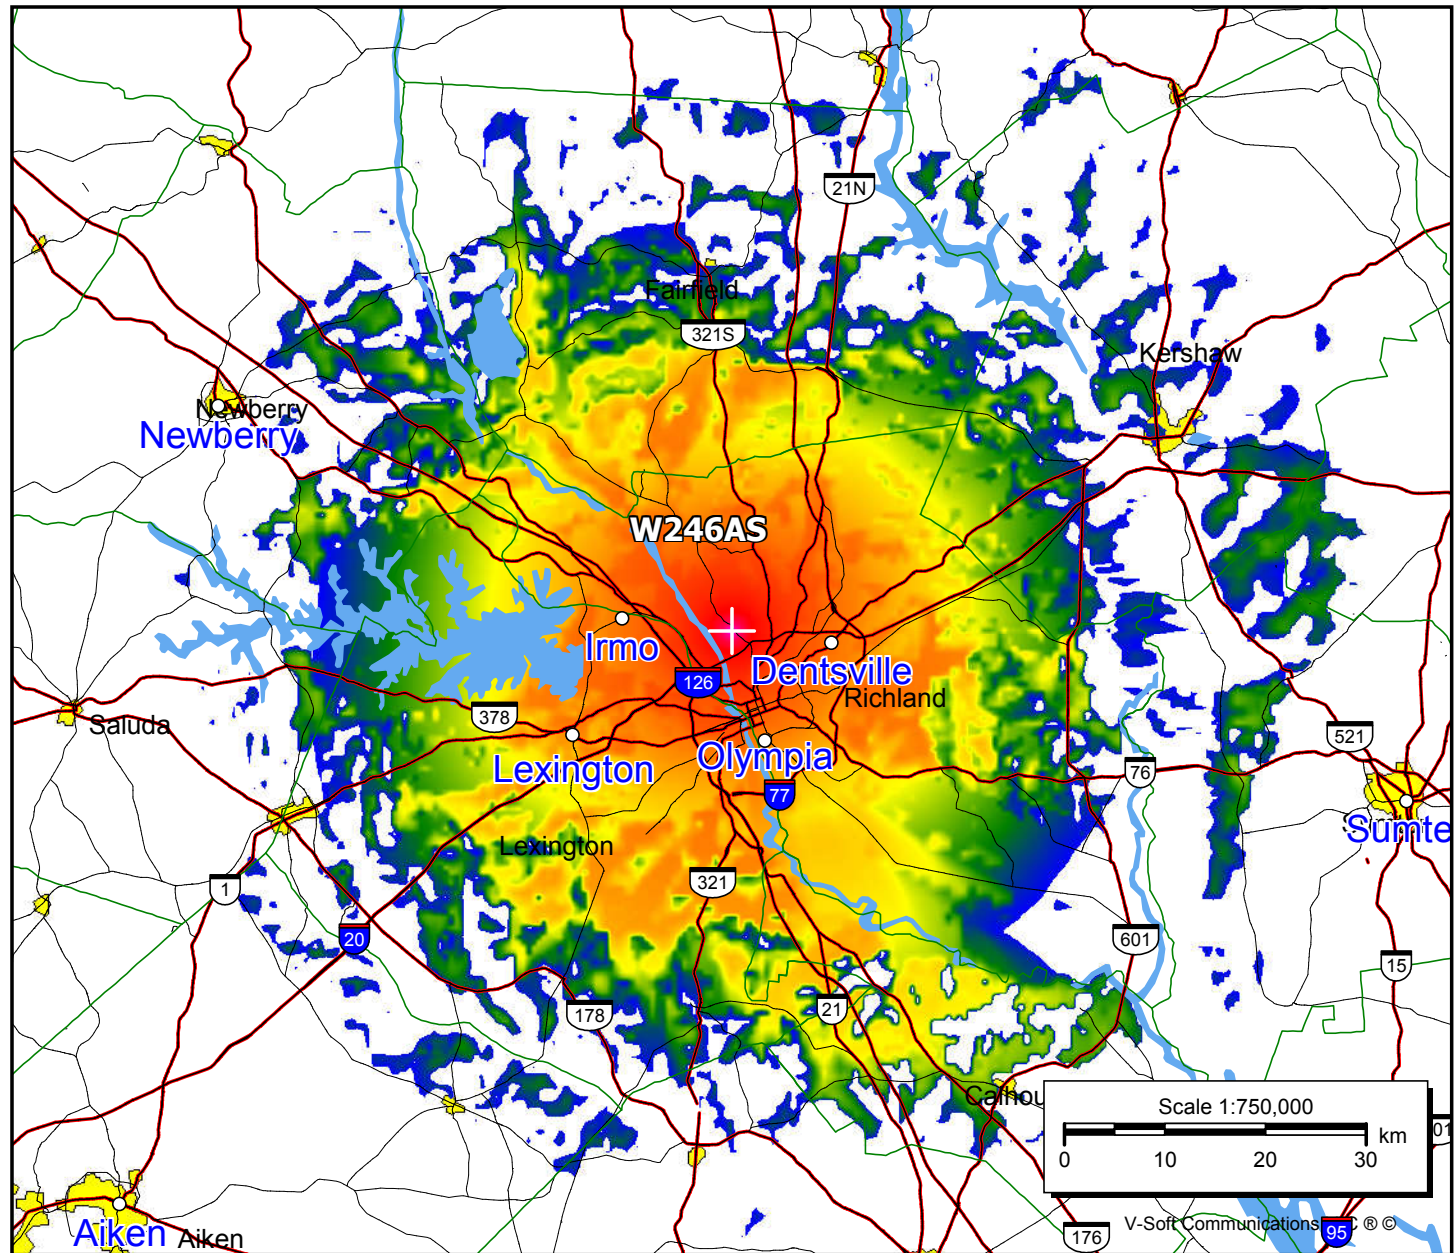 21N
Fairfield
321S
Kershaw
Newberry
Newberry
W246AS
Irmo
Dentsville
126
Richland
378
Saluda
Olympia
521
Lexington
76
77
Sumte
Lexington
321
1
20
601
15
178
21
Calhou
Scale 1:750,000
km
0 10 20 30
01
V-Soft Communications C ® ©
176
95
Aiken
Aiken